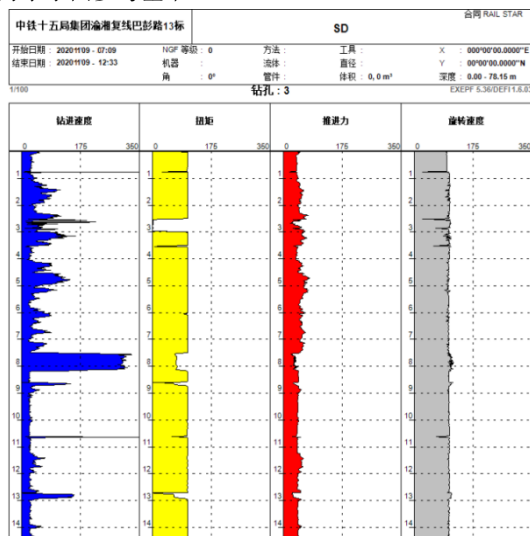 中铁十五局集团渝湘复线巴彭路13标
SD
合同 RAIL STAR
开始日期 : 20201109 - 07:09 NGF 等级 : 0 方法 : 工具 : X : 000°00'00.0000"E
结束日期 : 20201109 - 12:33 机器 : 流体 : 直径 : Y : 00°00'00.0000"N
角 : 0° 管件 : 体积 : 0, 0 m³ 深度 : 0.00 - 78.15 m
1/100 钻孔 : 3 EXEPF 5.36/DEFI1.6.0
钻进速度 扭矩 推进力 旋转速度
0 175 350 0 175 350 0 175 350 0 175 350
1 1 1 1
2 2 2 2
3 3 3 3
4 4 4 4
5 5 5 5
6 6 6 6
7 7 7 7
8 8 8 8
9 9 9 9
10 10 10 10
11 11 11 11
12 12 12 12
13 13 13 13
14 14 14 14